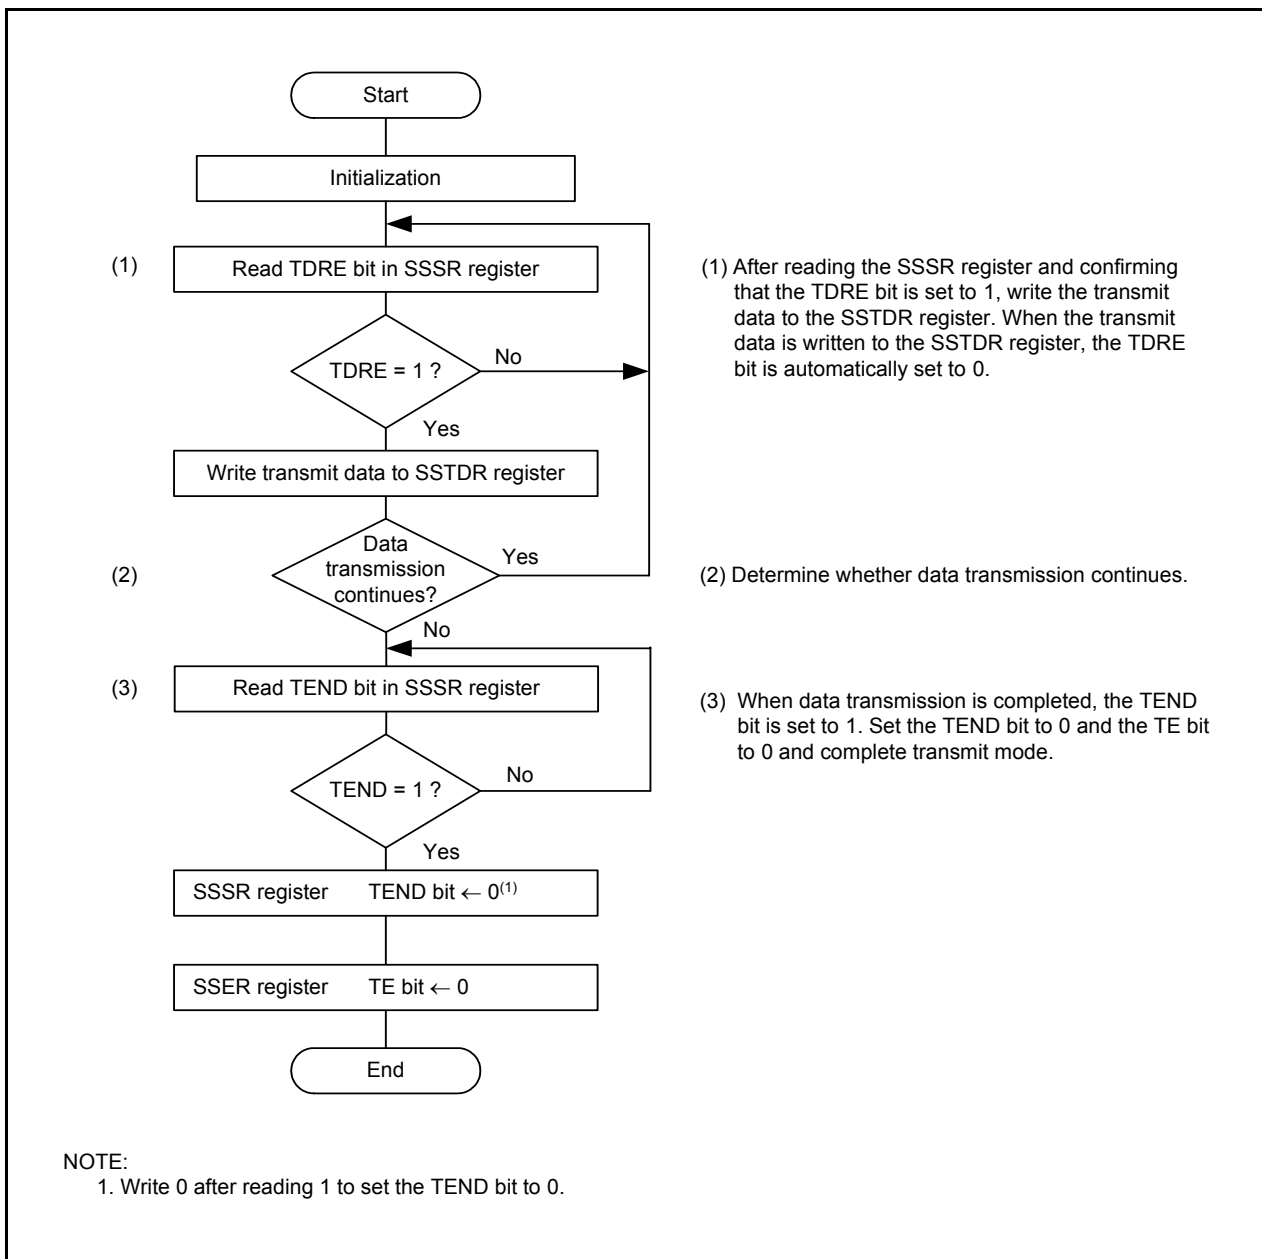 Start
Initialization
(1)
Read TDRE bit in SSSR register
(1) After reading the SSSR register and confirming
that the TDRE bit is set to 1, write the transmit
data to the SSTDR register. When the transmit
data is written to the SSTDR register, the TDRE
bit is automatically set to 0.
TDRE = 1 ?
No
Yes
Write transmit data to SSTDR register
(2)
Data
transmission
continues?
Yes
(2) Determine whether data transmission continues.
No
(3)
Read TEND bit in SSSR register
(3) When data transmission is completed, the TEND
bit is set to 1. Set the TEND bit to 0 and the TE bit
to 0 and complete transmit mode.
TEND = 1 ?
No
Yes
SSSR register TEND bit ← 0(1)
SSER register TE bit ← 0
End
NOTE:
1. Write 0 after reading 1 to set the TEND bit to 0.